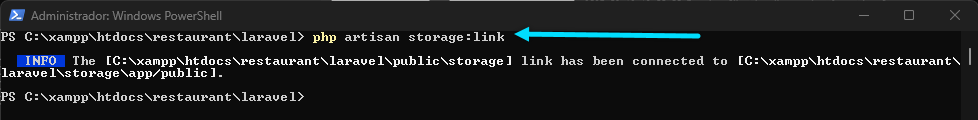 Administrador: Windows PowerShell
PS C:\xampp\htdocs\restaurant\laravel> php artisan storage:link
INFO The [C:\xampp\htdocs\restaurant\laravel\public\storage] link has been connected to [C:\xampp\htdocs\restaurant\
laravel\storage\app/public].
PS C:\xampp\htdocs\restaurant\laravel>